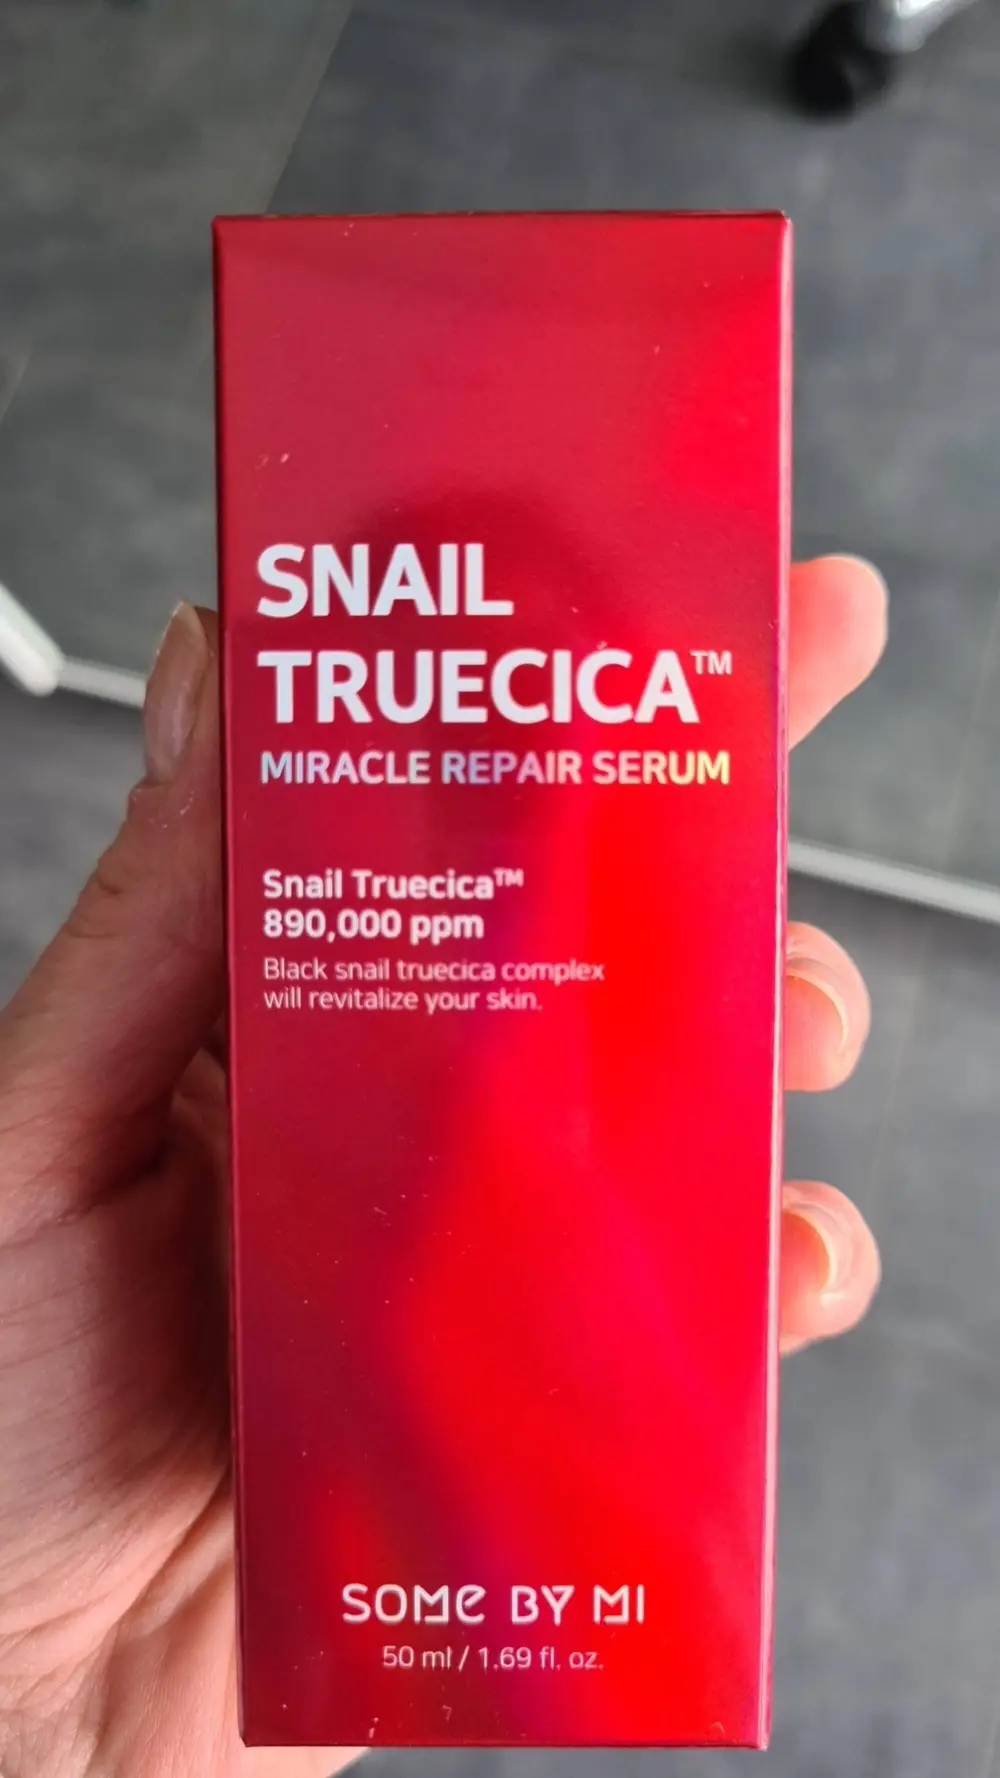 SNAIL
TRUECICA™
MIRACLE REPAIR SERUM
Snail Truecica™
890,000 ppm
Black snail truecica complex
will revitalize your skin.
SOME BY MI
50 ml / 1.69 fl. oz.